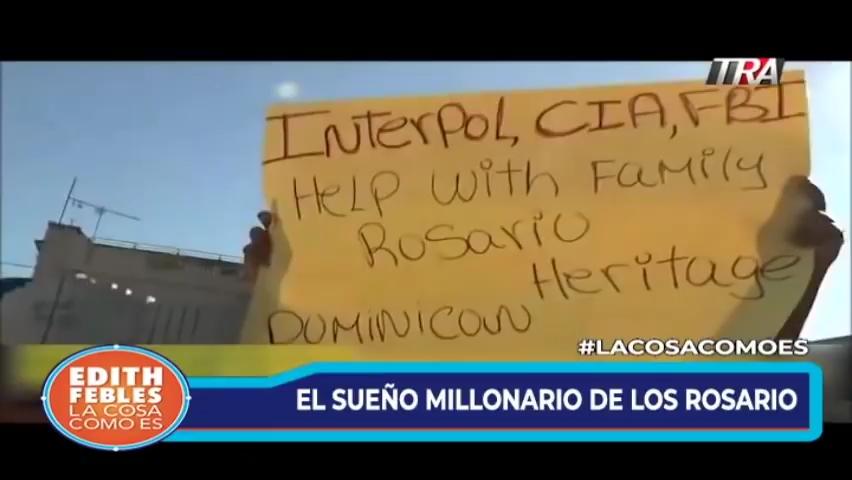 TTRA
INTERPOL, CIA, FBI
HELP WITH FAMILY
ROSARIO
HERITAGE
DOMINICAN
#LACOSACOMOES
EDITH
FEBLES
LA COSA
COMO ES
EL SUEÑO MILLONARIO DE LOS ROSARIO